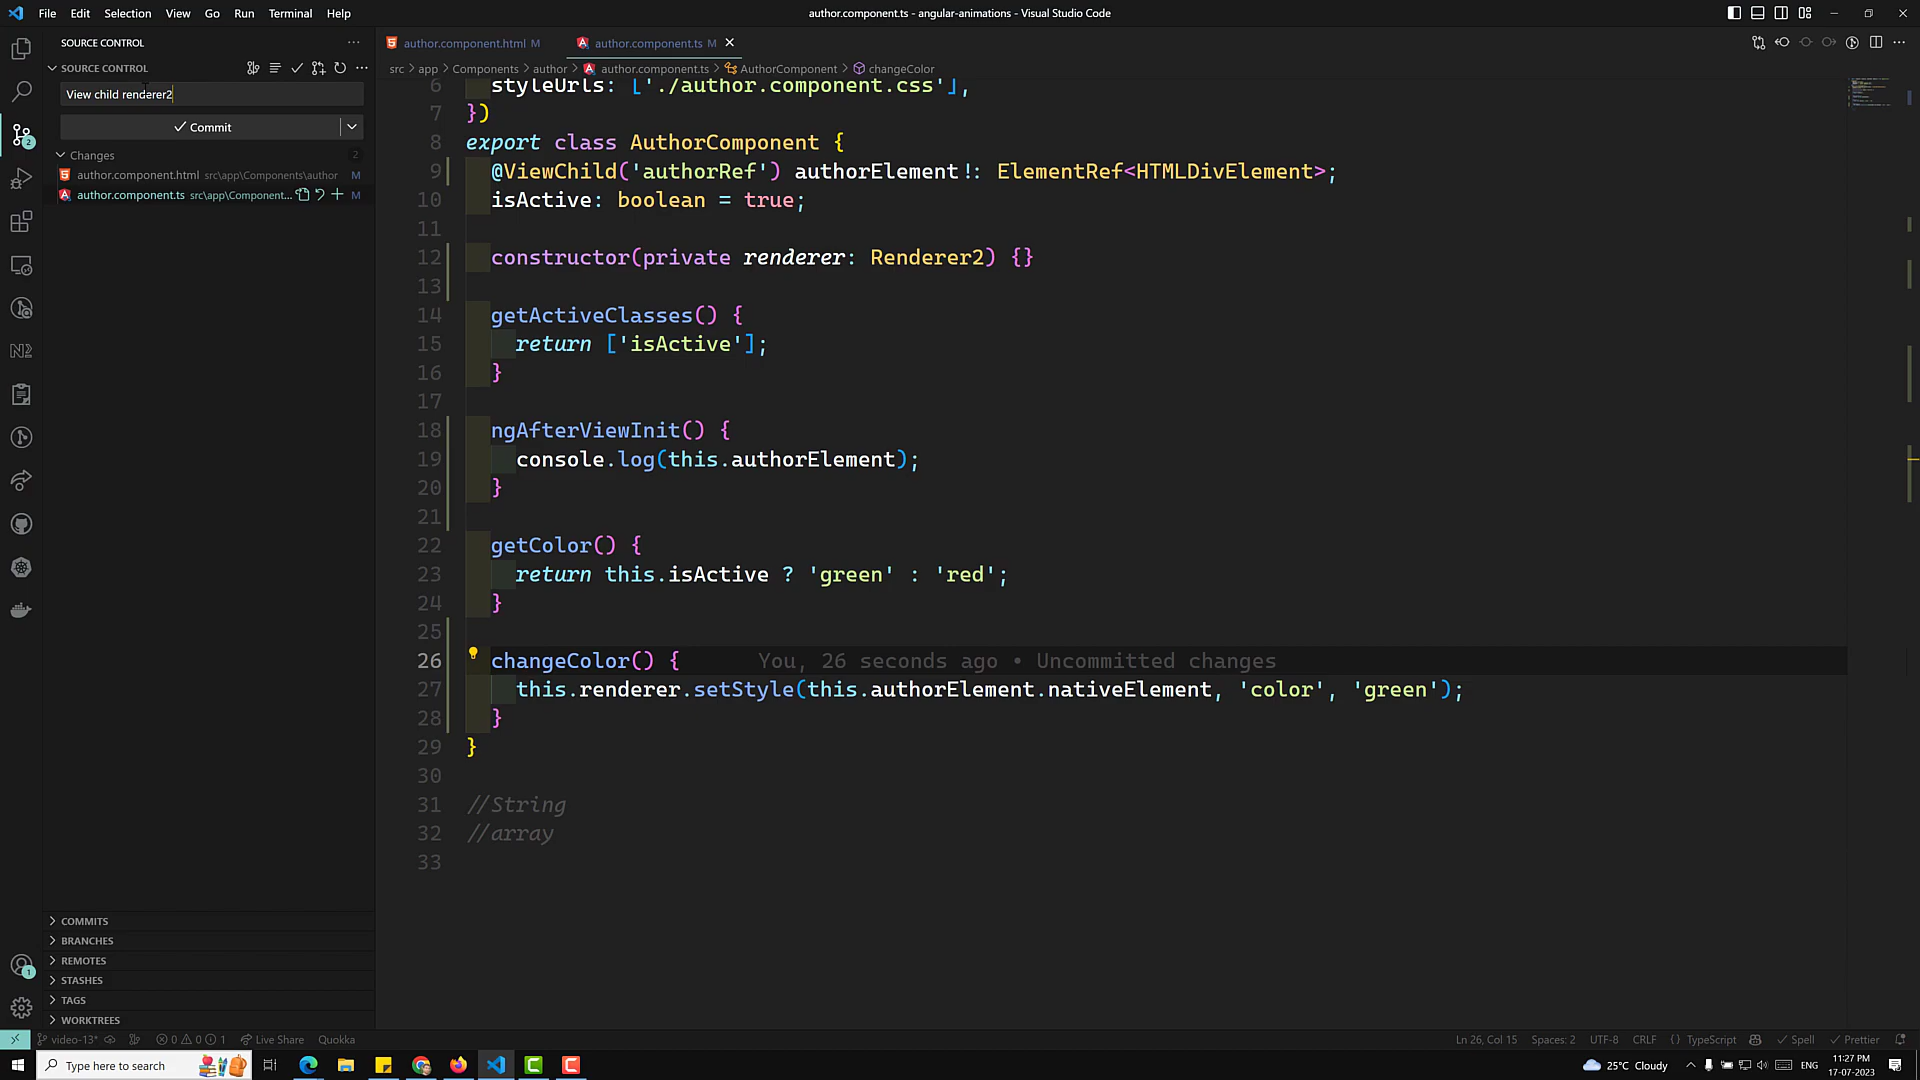 File Edit Selection View Go Run Terminal Help
author.component.ts - angular-animations - Visual Studio Code
SOURCE CONTROL
SOURCE CONTROL
View child renderer2
Commit
Changes 2
author.component.html src\app\Components\author M
author.component.ts src\app\Component... M
COMMITS
BRANCHES
REMOTES
STASHES
TAGS
WORKTREES
author.component.html M author.component.ts M
src > app > Components > author > author.component.ts > AuthorComponent > changeColor
6 styleUrls: ['./author.component.css'],
7 })
8 export class AuthorComponent {
9 @ViewChild('authorRef') authorElement!: ElementRef<HTMLDivElement>;
10 isActive: boolean = true;
11
12 constructor(private renderer: Renderer2) {}
13
14 getActiveClasses() {
15 return ['isActive'];
16 }
17
18 ngAfterViewInit() {
19 console.log(this.authorElement);
20 }
21
22 getColor() {
23 return this.isActive ? 'green' : 'red';
24 }
25
26 changeColor() { You, 26 seconds ago • Uncommitted changes
27 this.renderer.setStyle(this.authorElement.nativeElement, 'color', 'green');
28 }
29 }
30
31 //String
32 //array
33
2
N2
1
video-13* 0 0 1 Live Share Quokka Ln 26, Col 15 Spaces: 2 UTF-8 CRLF {} TypeScript Spell Prettier
Type here to search 25°C Cloudy ENG 11:27 PM
17-07-2023